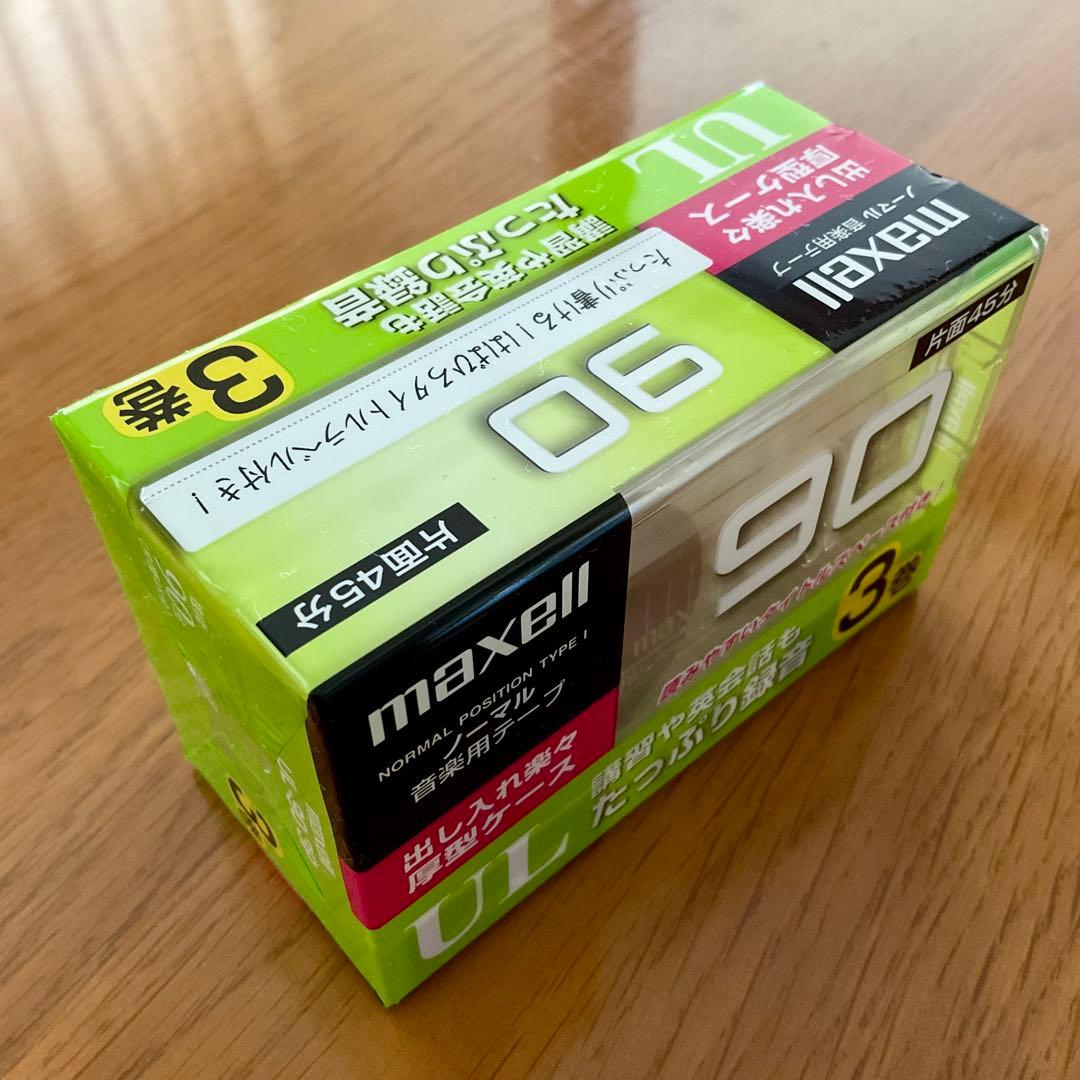 UL
出し入れ楽々
厚型ケース
maxell
ノーマル 音楽用テープ
講習や英会話も
たっぷり録音
3巻
たっぷり書ける!はばひろタイトルラベル付き!
90
片面45分
maxell
NORMAL POSITION TYPE I
ノーマル
音楽用テープ
出し入れ楽々
厚型ケース
UL
片面45分
90
maxell
3巻
講習や英会話も
たっぷり録音
3